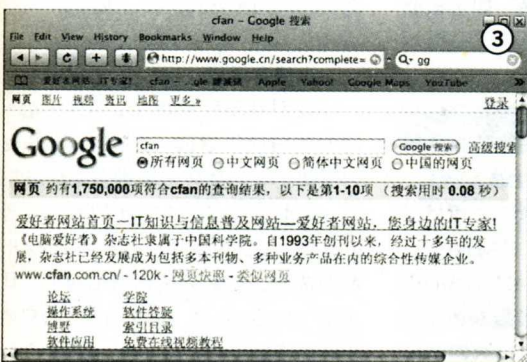 cfan - Google 搜索
File Edit View History Bookmarks Window Help
③
http://www.google.cn/search?complete=
Q- gg
爱好者网站...IT专家! cfan - ...gle Apple Yahoo! Google Maps YouTube
网页 图片 视频 资讯 地图 更多 »
登录
Google
cfan
Google 搜索
高级搜索
所有网页 中文网页 简体中文网页 中国的网页
网页 约有1,750,000项符合cfan的查询结果，以下是第1-10项 （搜索用时 0.08 秒）
爱好者网站首页-IT知识与信息普及网站—爱好者网站，您身边的IT专家!
《电脑爱好者》杂志社隶属于中国科学院。自1993年创刊以来，经过十多年的发
展，杂志社已经发展成为包括多本刊物、多种业务产品在内的综合性传媒企业。
www.cfan.com.cn/ - 120k - 网页快照 - 类似网页
论坛 学院
操作系统 软件答疑
博墅 索引目录
软件应用 免费在线视频教程